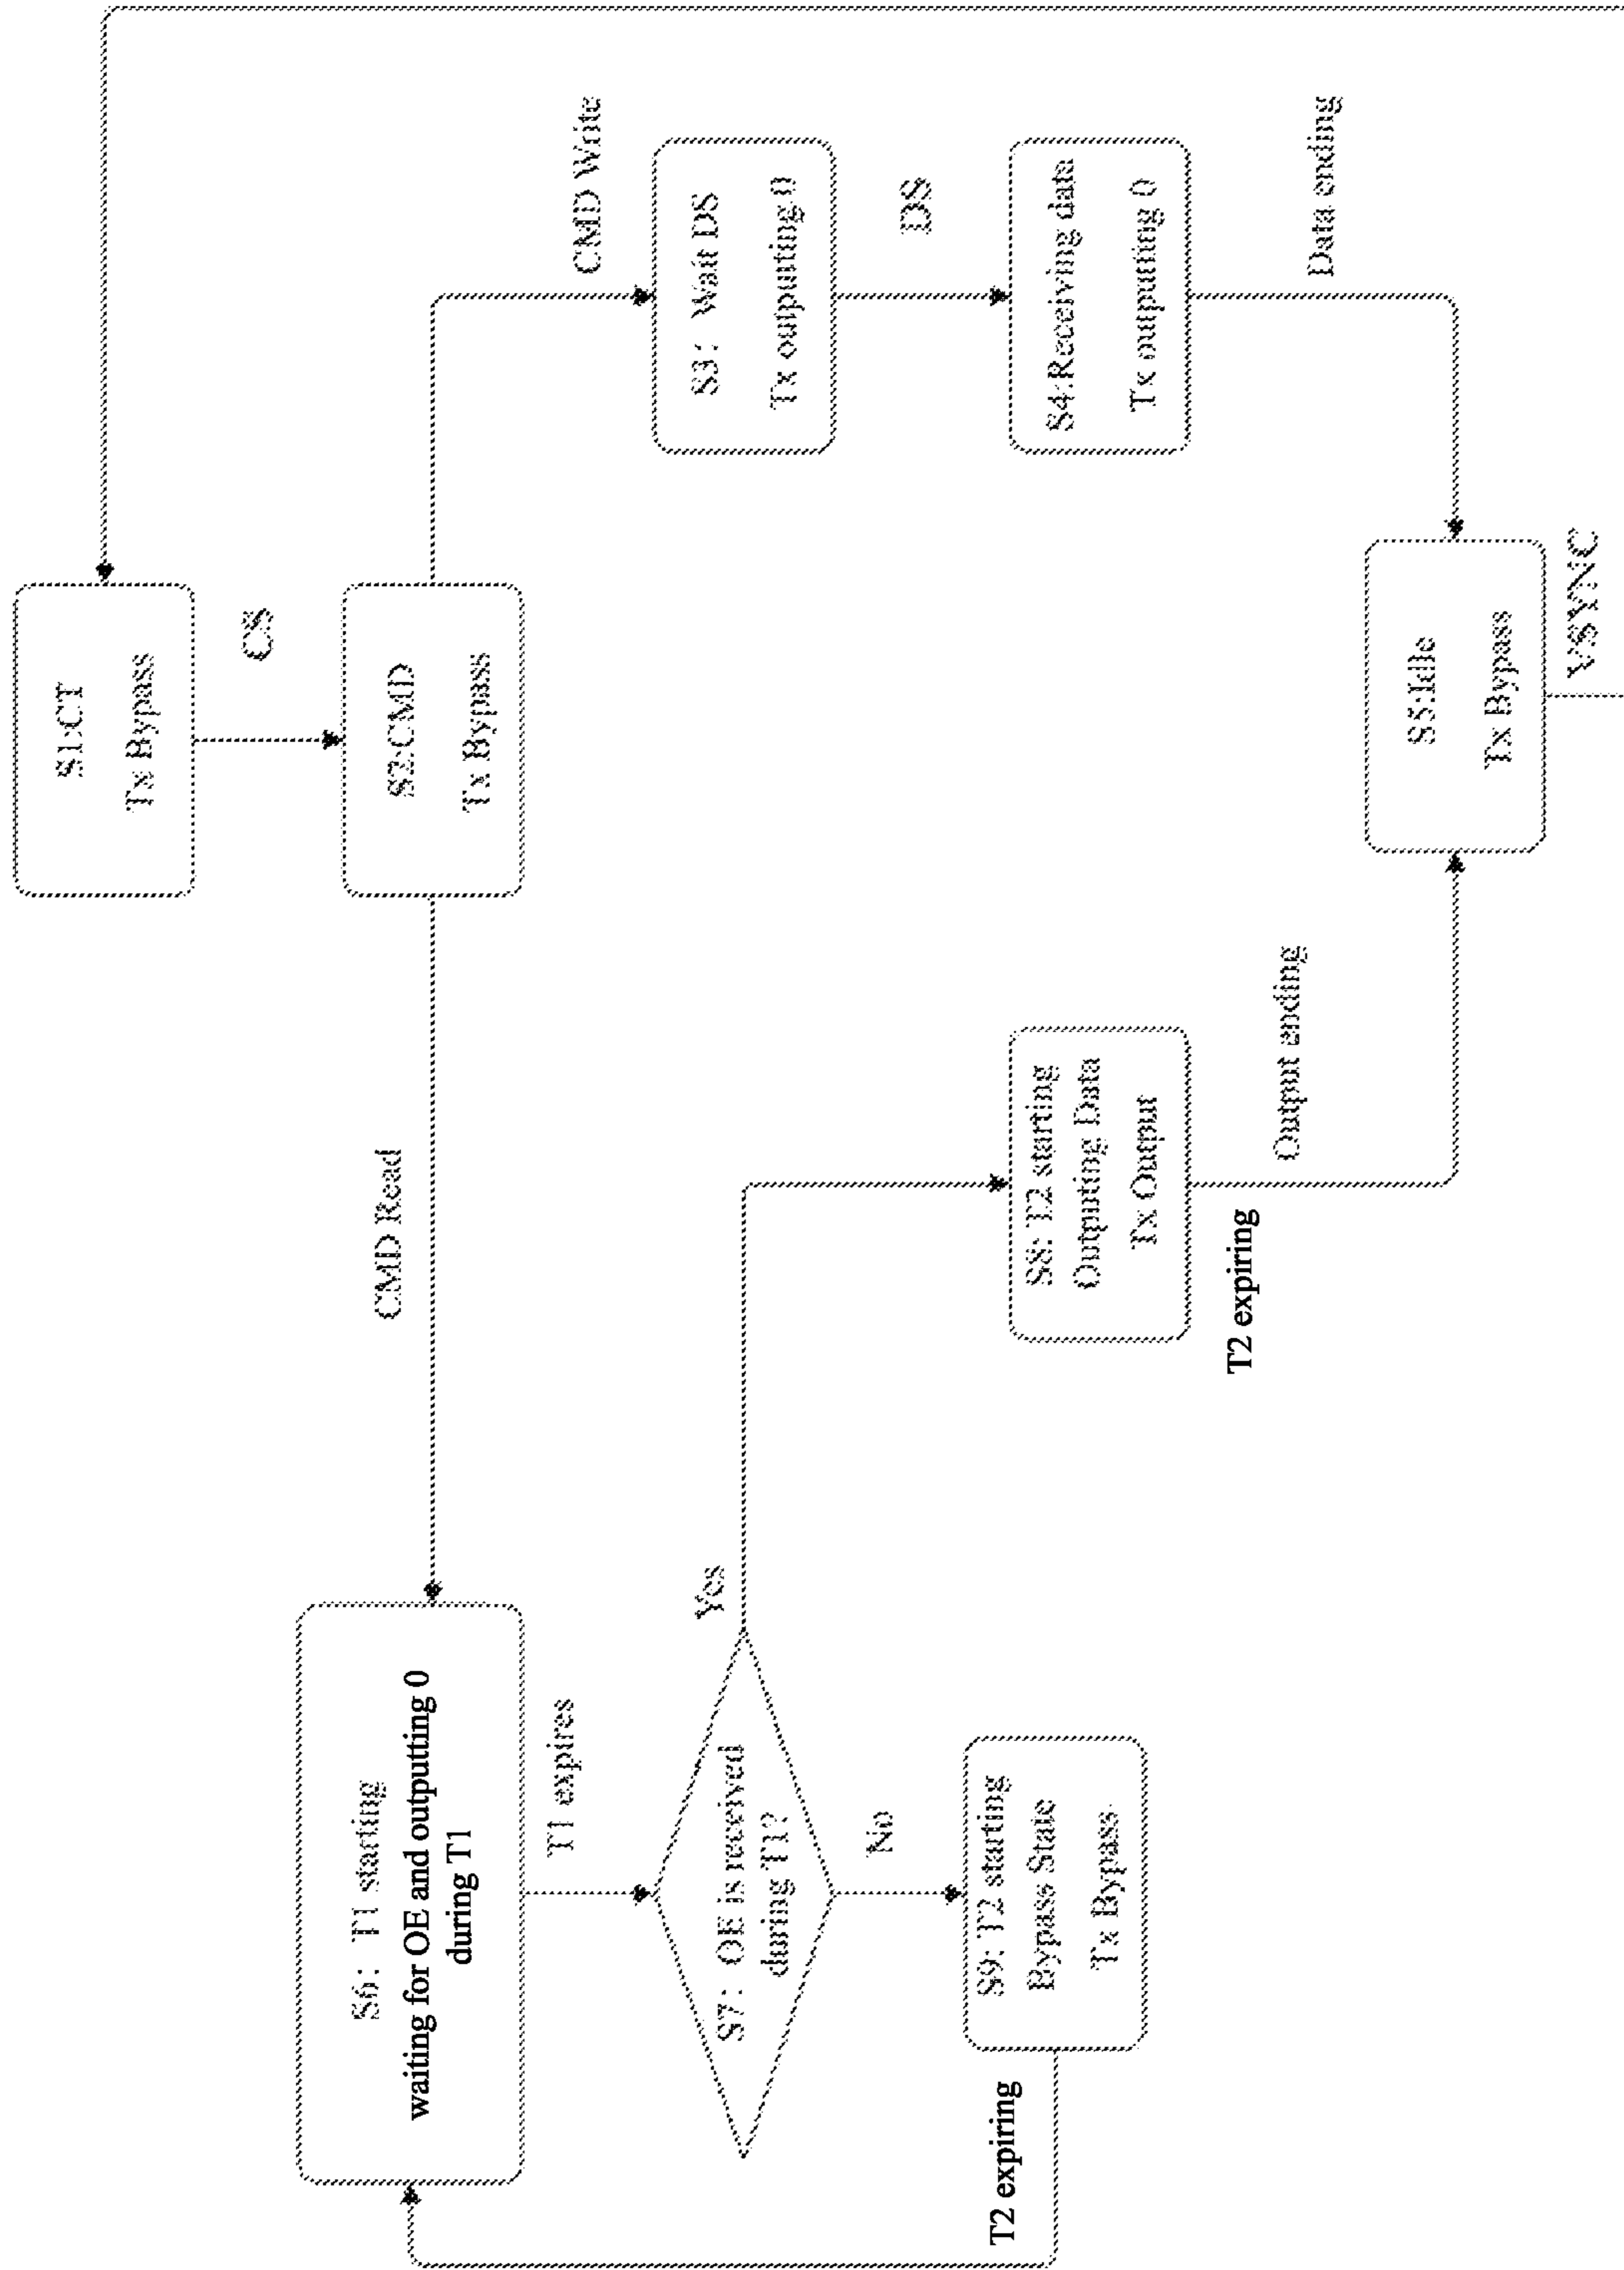 S1:CT
Tx Bypass
CS
S2:CMD
Tx Bypass
CMD Read
CMD Write
S6: T1 starting
waiting for OE and outputting 0
during T1
T1 expires
S7: OE is received
during T1?
Yes
No
S9: T2 starting
Bypass State
Tx Bypass
T2 expiring
S8: T2 starting
Outputing Data
Tx Output
T2 expiring
Output ending
S3: Wait DS
Tx outputing 0
DS
S4:Receiving data
Tx outputing 0
Data ending
S5:Idle
Tx Bypass
VSYNC